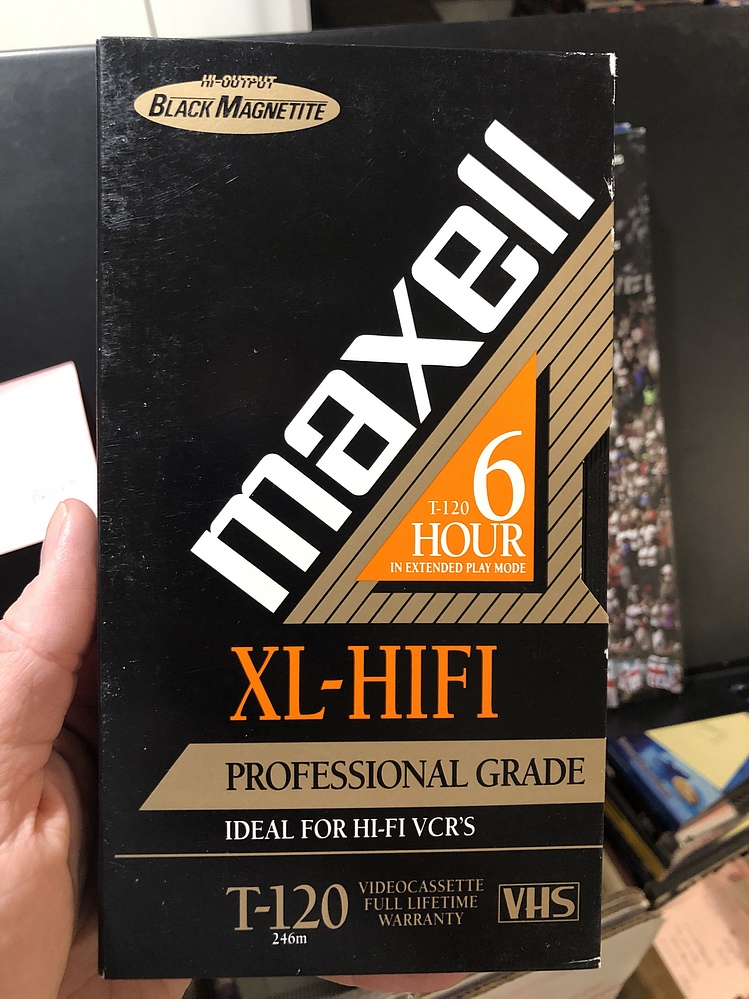 HI-OUTPUT
BLACK MAGNETITE
maxell
T-120 6
HOUR
IN EXTENDED PLAY MODE
XL-HIFI
PROFESSIONAL GRADE
IDEAL FOR HI-FI VCR'S
T-120
246m
VIDEOCASSETTE
FULL LIFETIME
WARRANTY
VHS